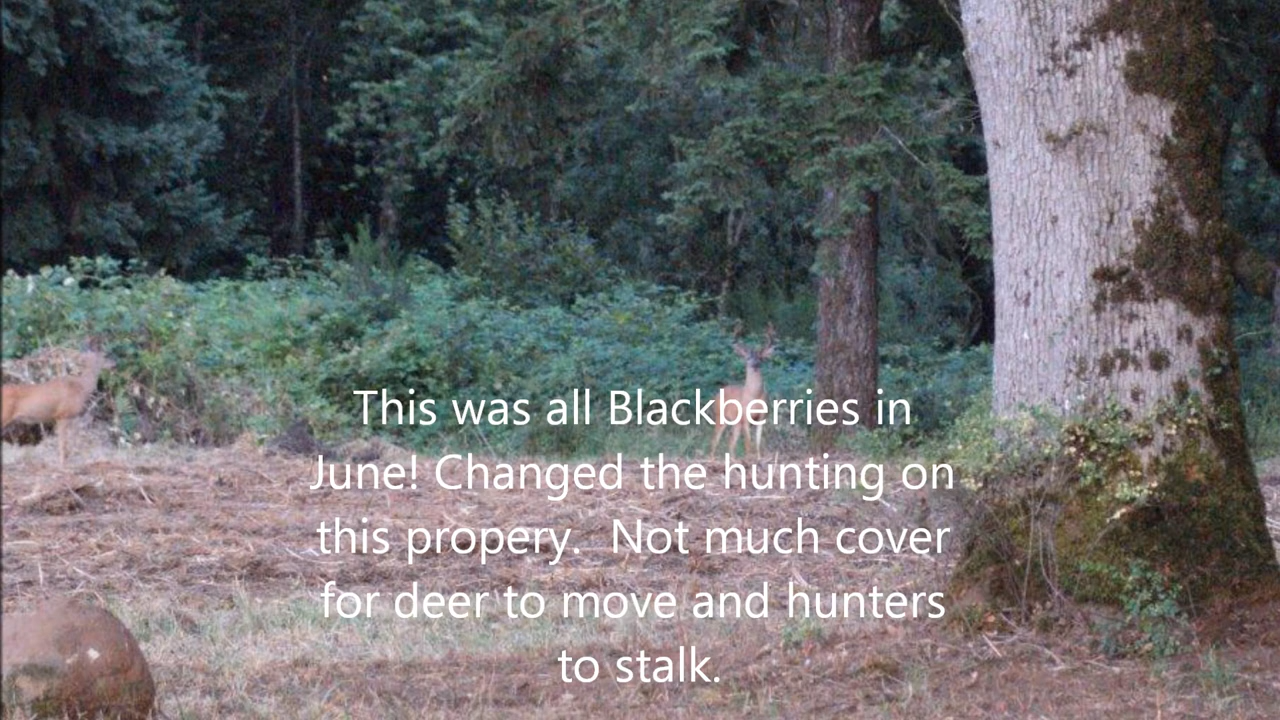 This was all Blackberries in
June! Changed the hunting on
this propery.  Not much cover
for deer to move and hunters
to stalk.